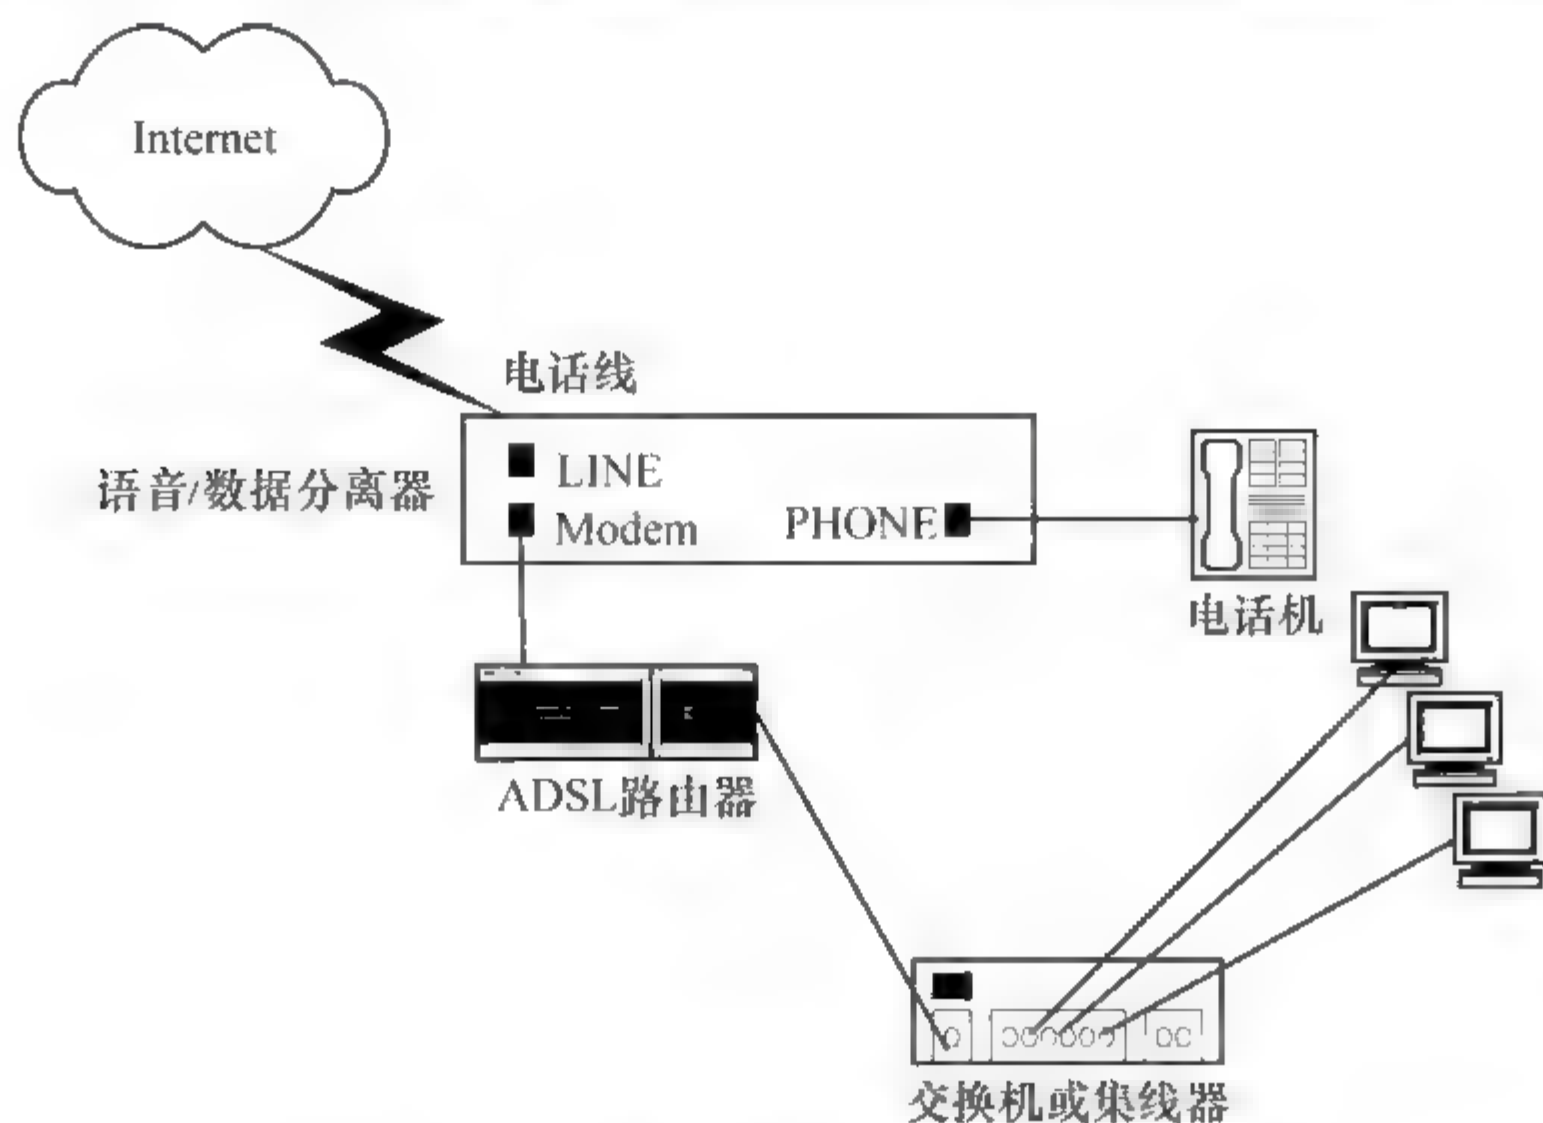 Internet
电话线
语音/数据分离器
LINE
Modem
PHONE
电话机
ADSL路由器
交换机或集线器